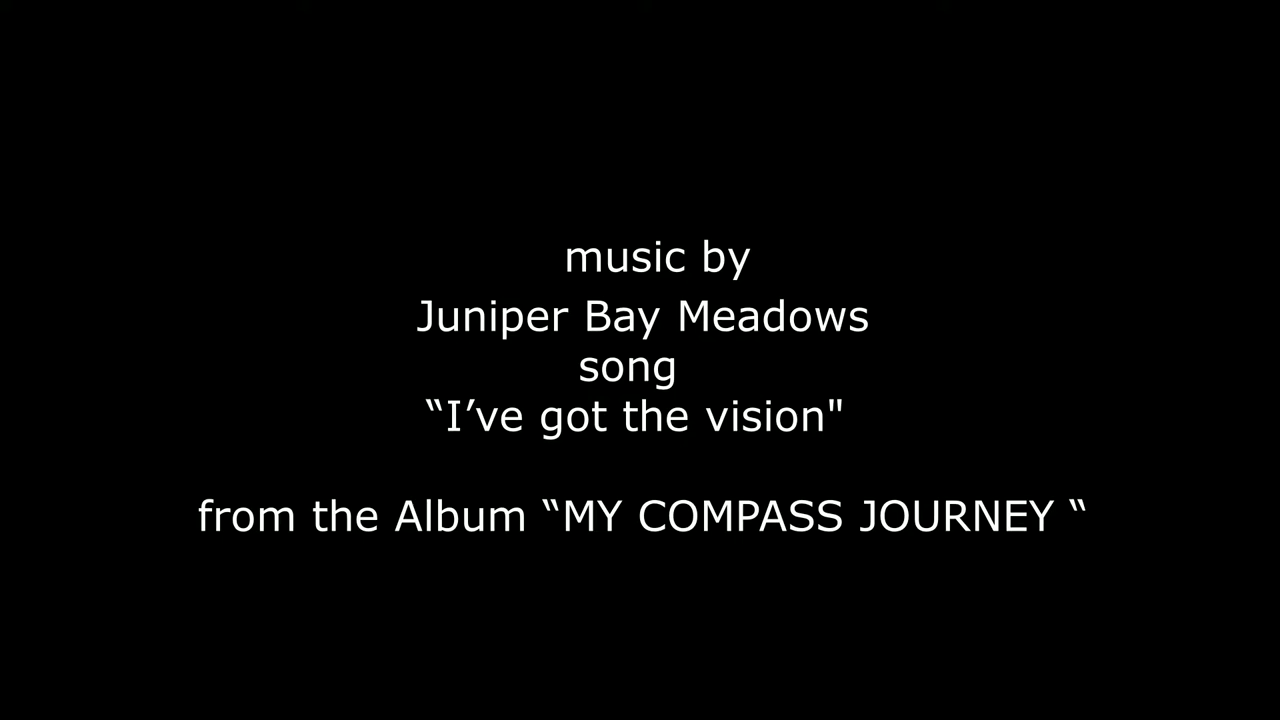 music by
Juniper Bay Meadows
song
“I’ve got the vision"
from the Album “MY COMPASS JOURNEY “